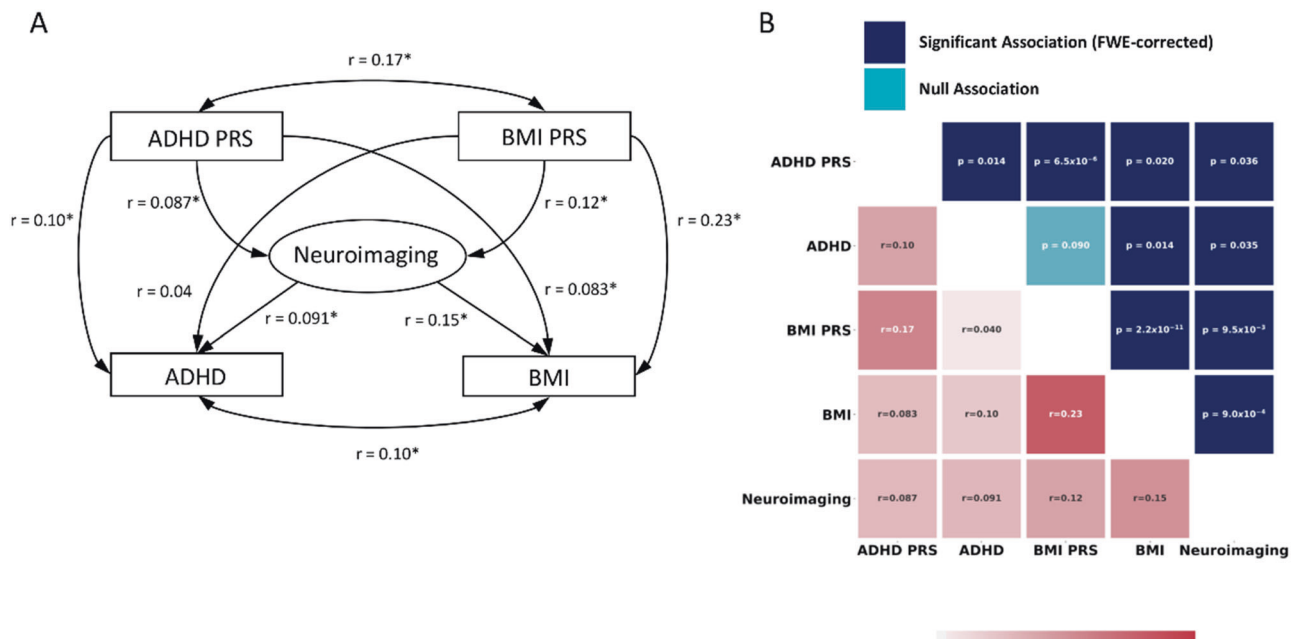 A
r = 0.17*
ADHD PRS
BMI PRS
r = 0.087*
r = 0.12*
r = 0.10*
r = 0.23*
Neuroimaging
r = 0.04
r = 0.083*
r = 0.091*
r = 0.15*
ADHD
BMI
r = 0.10*
B
Significant Association (FWE-corrected)
Null Association
ADHD PRS
p = 0.014
p = 6.5x10⁻⁶
p = 0.020
p = 0.036
ADHD
r=0.10
p = 0.090
p = 0.014
p = 0.035
BMI PRS
r=0.17
r=0.040
p = 2.2x10⁻¹¹
p = 9.5x10⁻³
BMI
r=0.083
r=0.10
r=0.23
p = 9.0x10⁻⁴
Neuroimaging
r=0.087
r=0.091
r=0.12
r=0.15
ADHD PRS
ADHD
BMI PRS
BMI
Neuroimaging